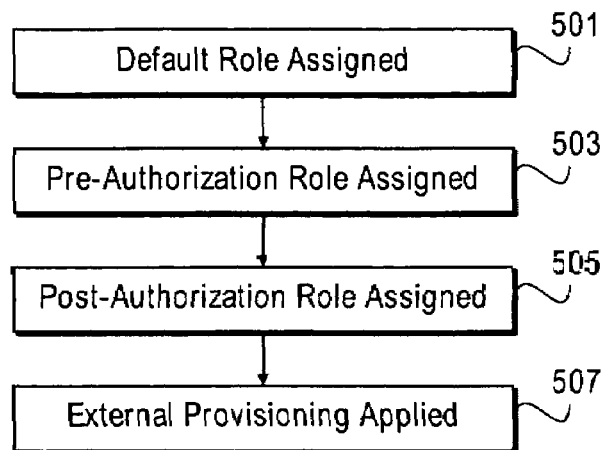 501
Default Role Assigned
503
Pre-Authorization Role Assigned
505
Post-Authorization Role Assigned
507
External Provisioning Applied